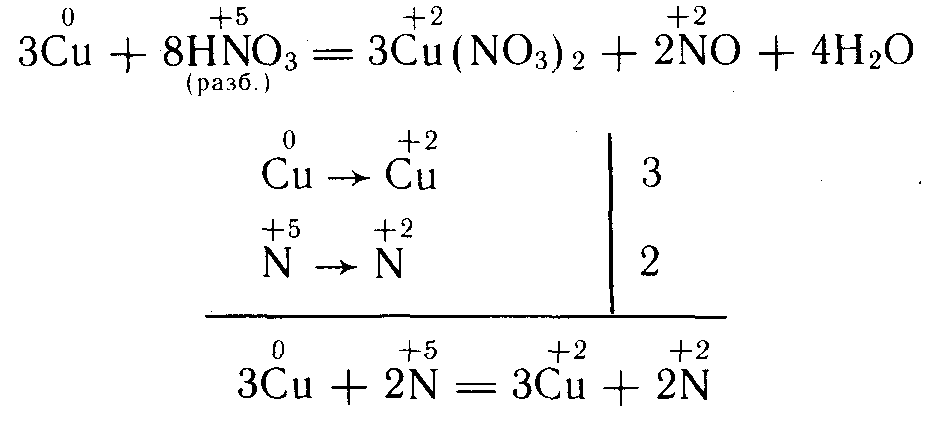 0 +5 +2 +2
3Cu + 8HNO₃ = 3Cu(NO₃)₂ + 2NO + 4H₂O
(разб.)
0 +2
Cu → Cu 3
+5 +2
N → N 2
0 +5 +2 +2
3Cu + 2N = 3Cu + 2N